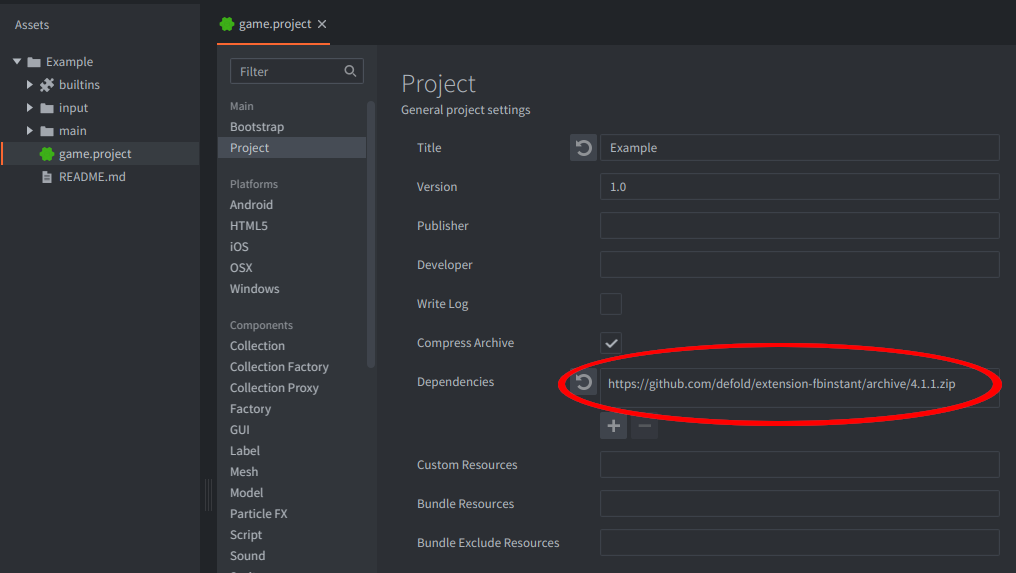 Assets
Example
builtins
input
main
game.project
README.md
game.project
Filter
Main
Bootstrap
Project
Platforms
Android
HTML5
iOS
OSX
Windows
Components
Collection
Collection Factory
Collection Proxy
Factory
GUI
Label
Mesh
Model
Particle FX
Script
Sound
Project
General project settings
Title
Example
Version
1.0
Publisher
Developer
Write Log
Compress Archive
Dependencies
https://github.com/defold/extension-fbinstant/archive/4.1.1.zip
Custom Resources
Bundle Resources
Bundle Exclude Resources